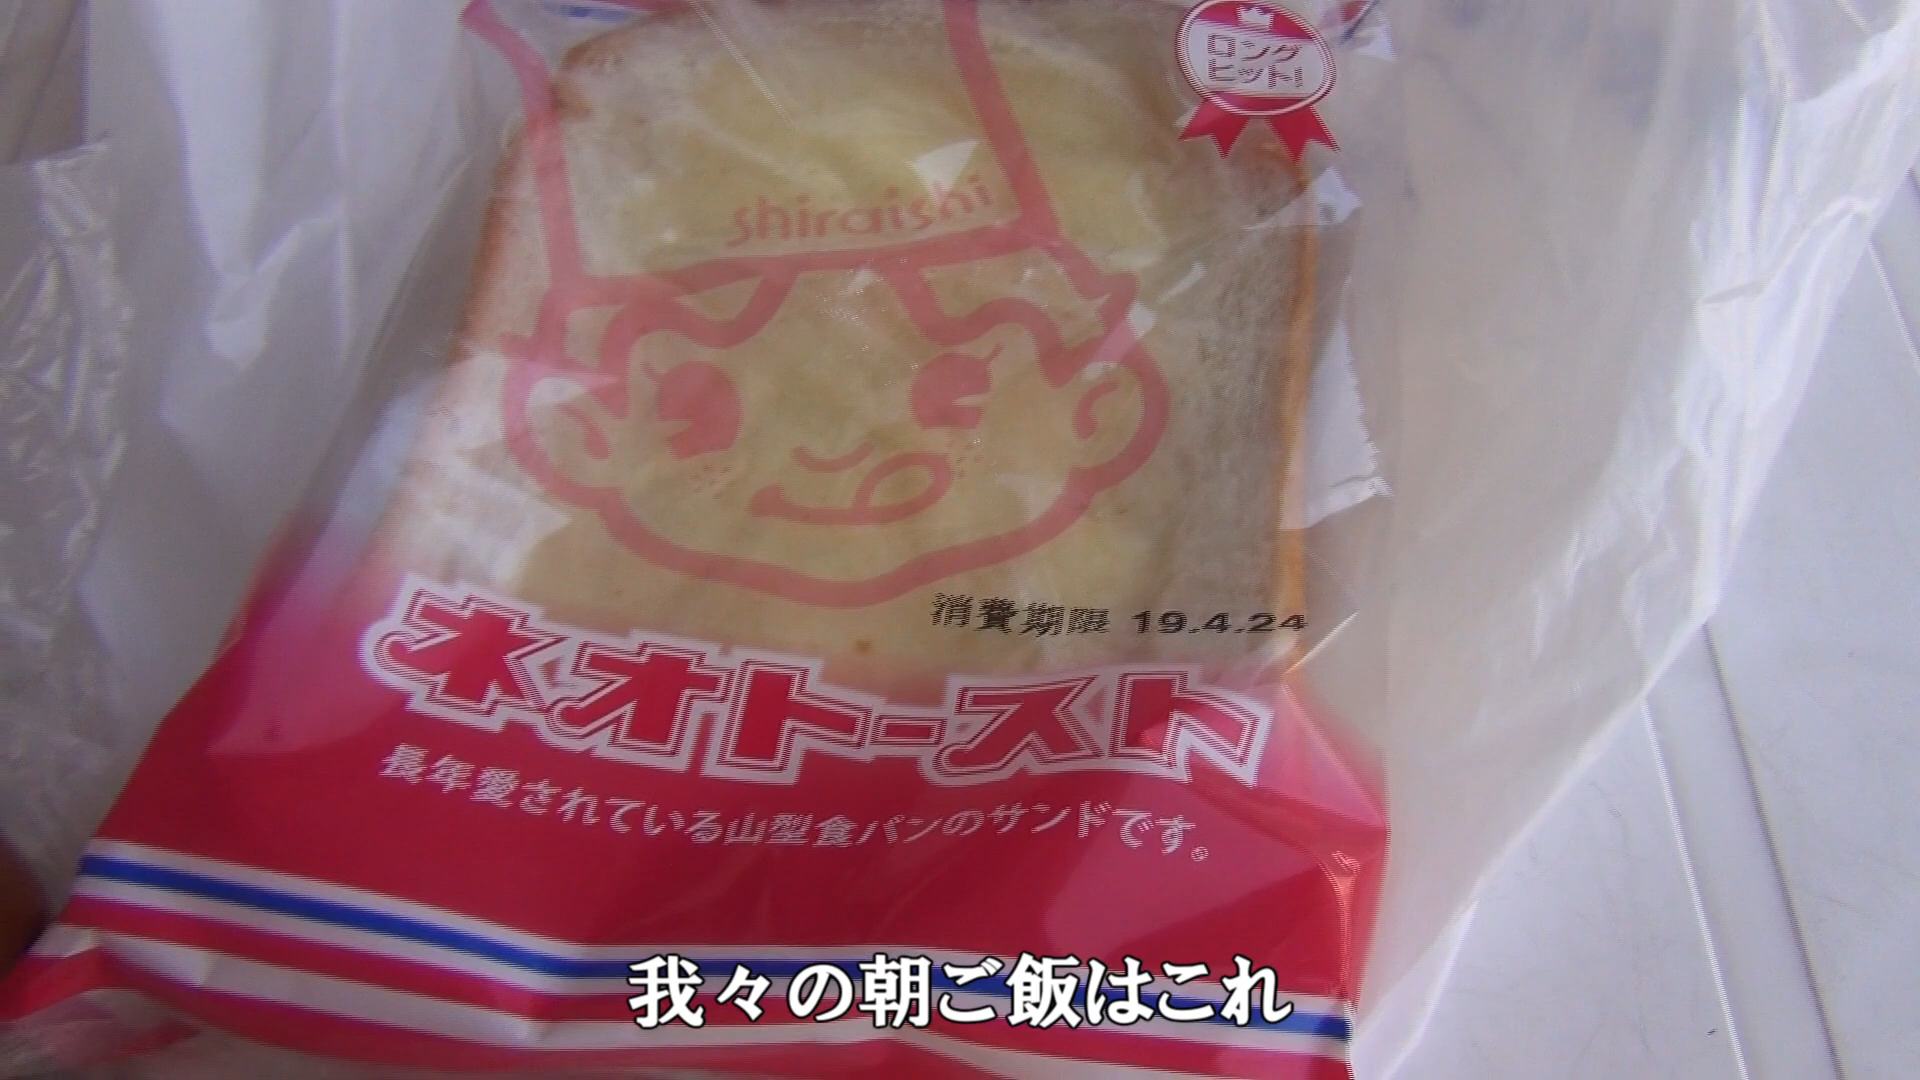 ロング
ヒット!
shiraishi
消費期限 19.4.24
ネオトースト
長年愛されている山型食パンのサンドです。
我々の朝ご飯はこれ